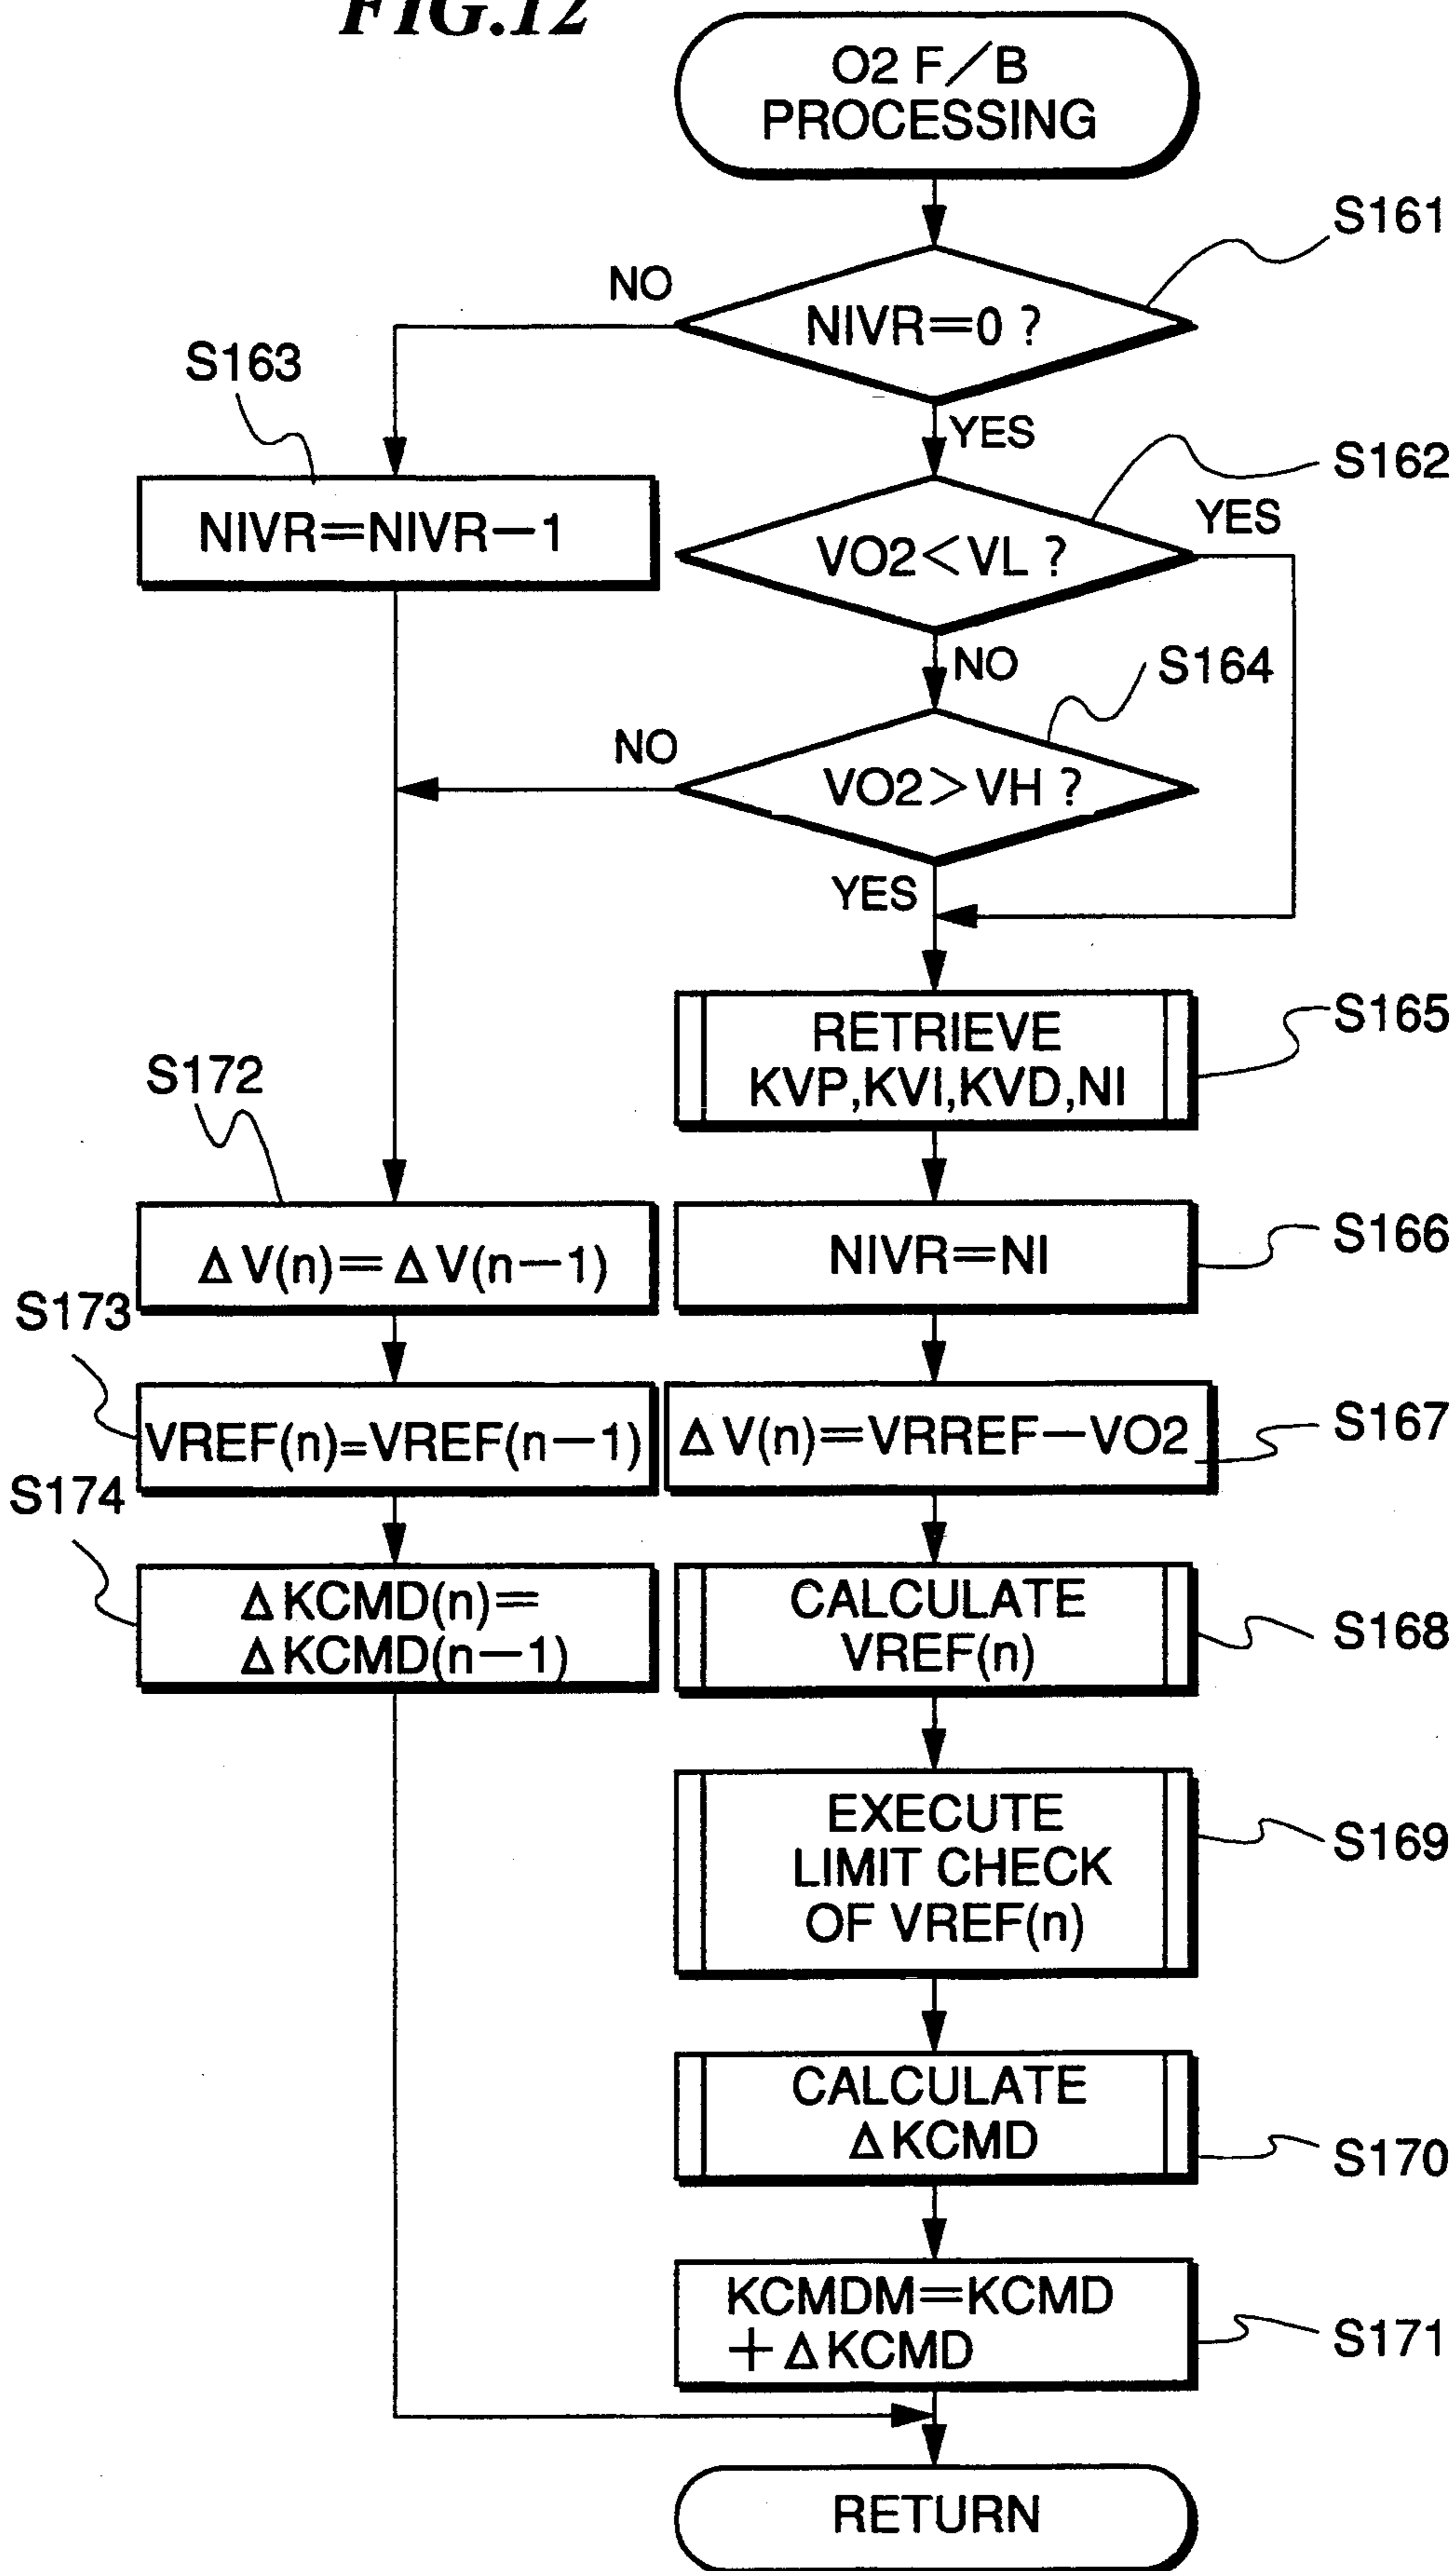 FIG.12
O2 F/B
PROCESSING
S161
NO
NIVR=0 ?
S163
YES
S162
NIVR=NIVR-1
YES
VO2<VL ?
NO
S164
NO
VO2>VH ?
YES
S165
RETRIEVE
KVP,KVI,KVD,NI
S172
S166
ΔV(n)=ΔV(n-1)
NIVR=NI
S173
S167
VREF(n)=VREF(n-1)
ΔV(n)=VRREF-VO2
S174
ΔKCMD(n)=
ΔKCMD(n-1)
CALCULATE
VREF(n)
S168
EXECUTE
LIMIT CHECK
OF VREF(n)
S169
CALCULATE
ΔKCMD
S170
KCMDM=KCMD
+ΔKCMD
S171
RETURN